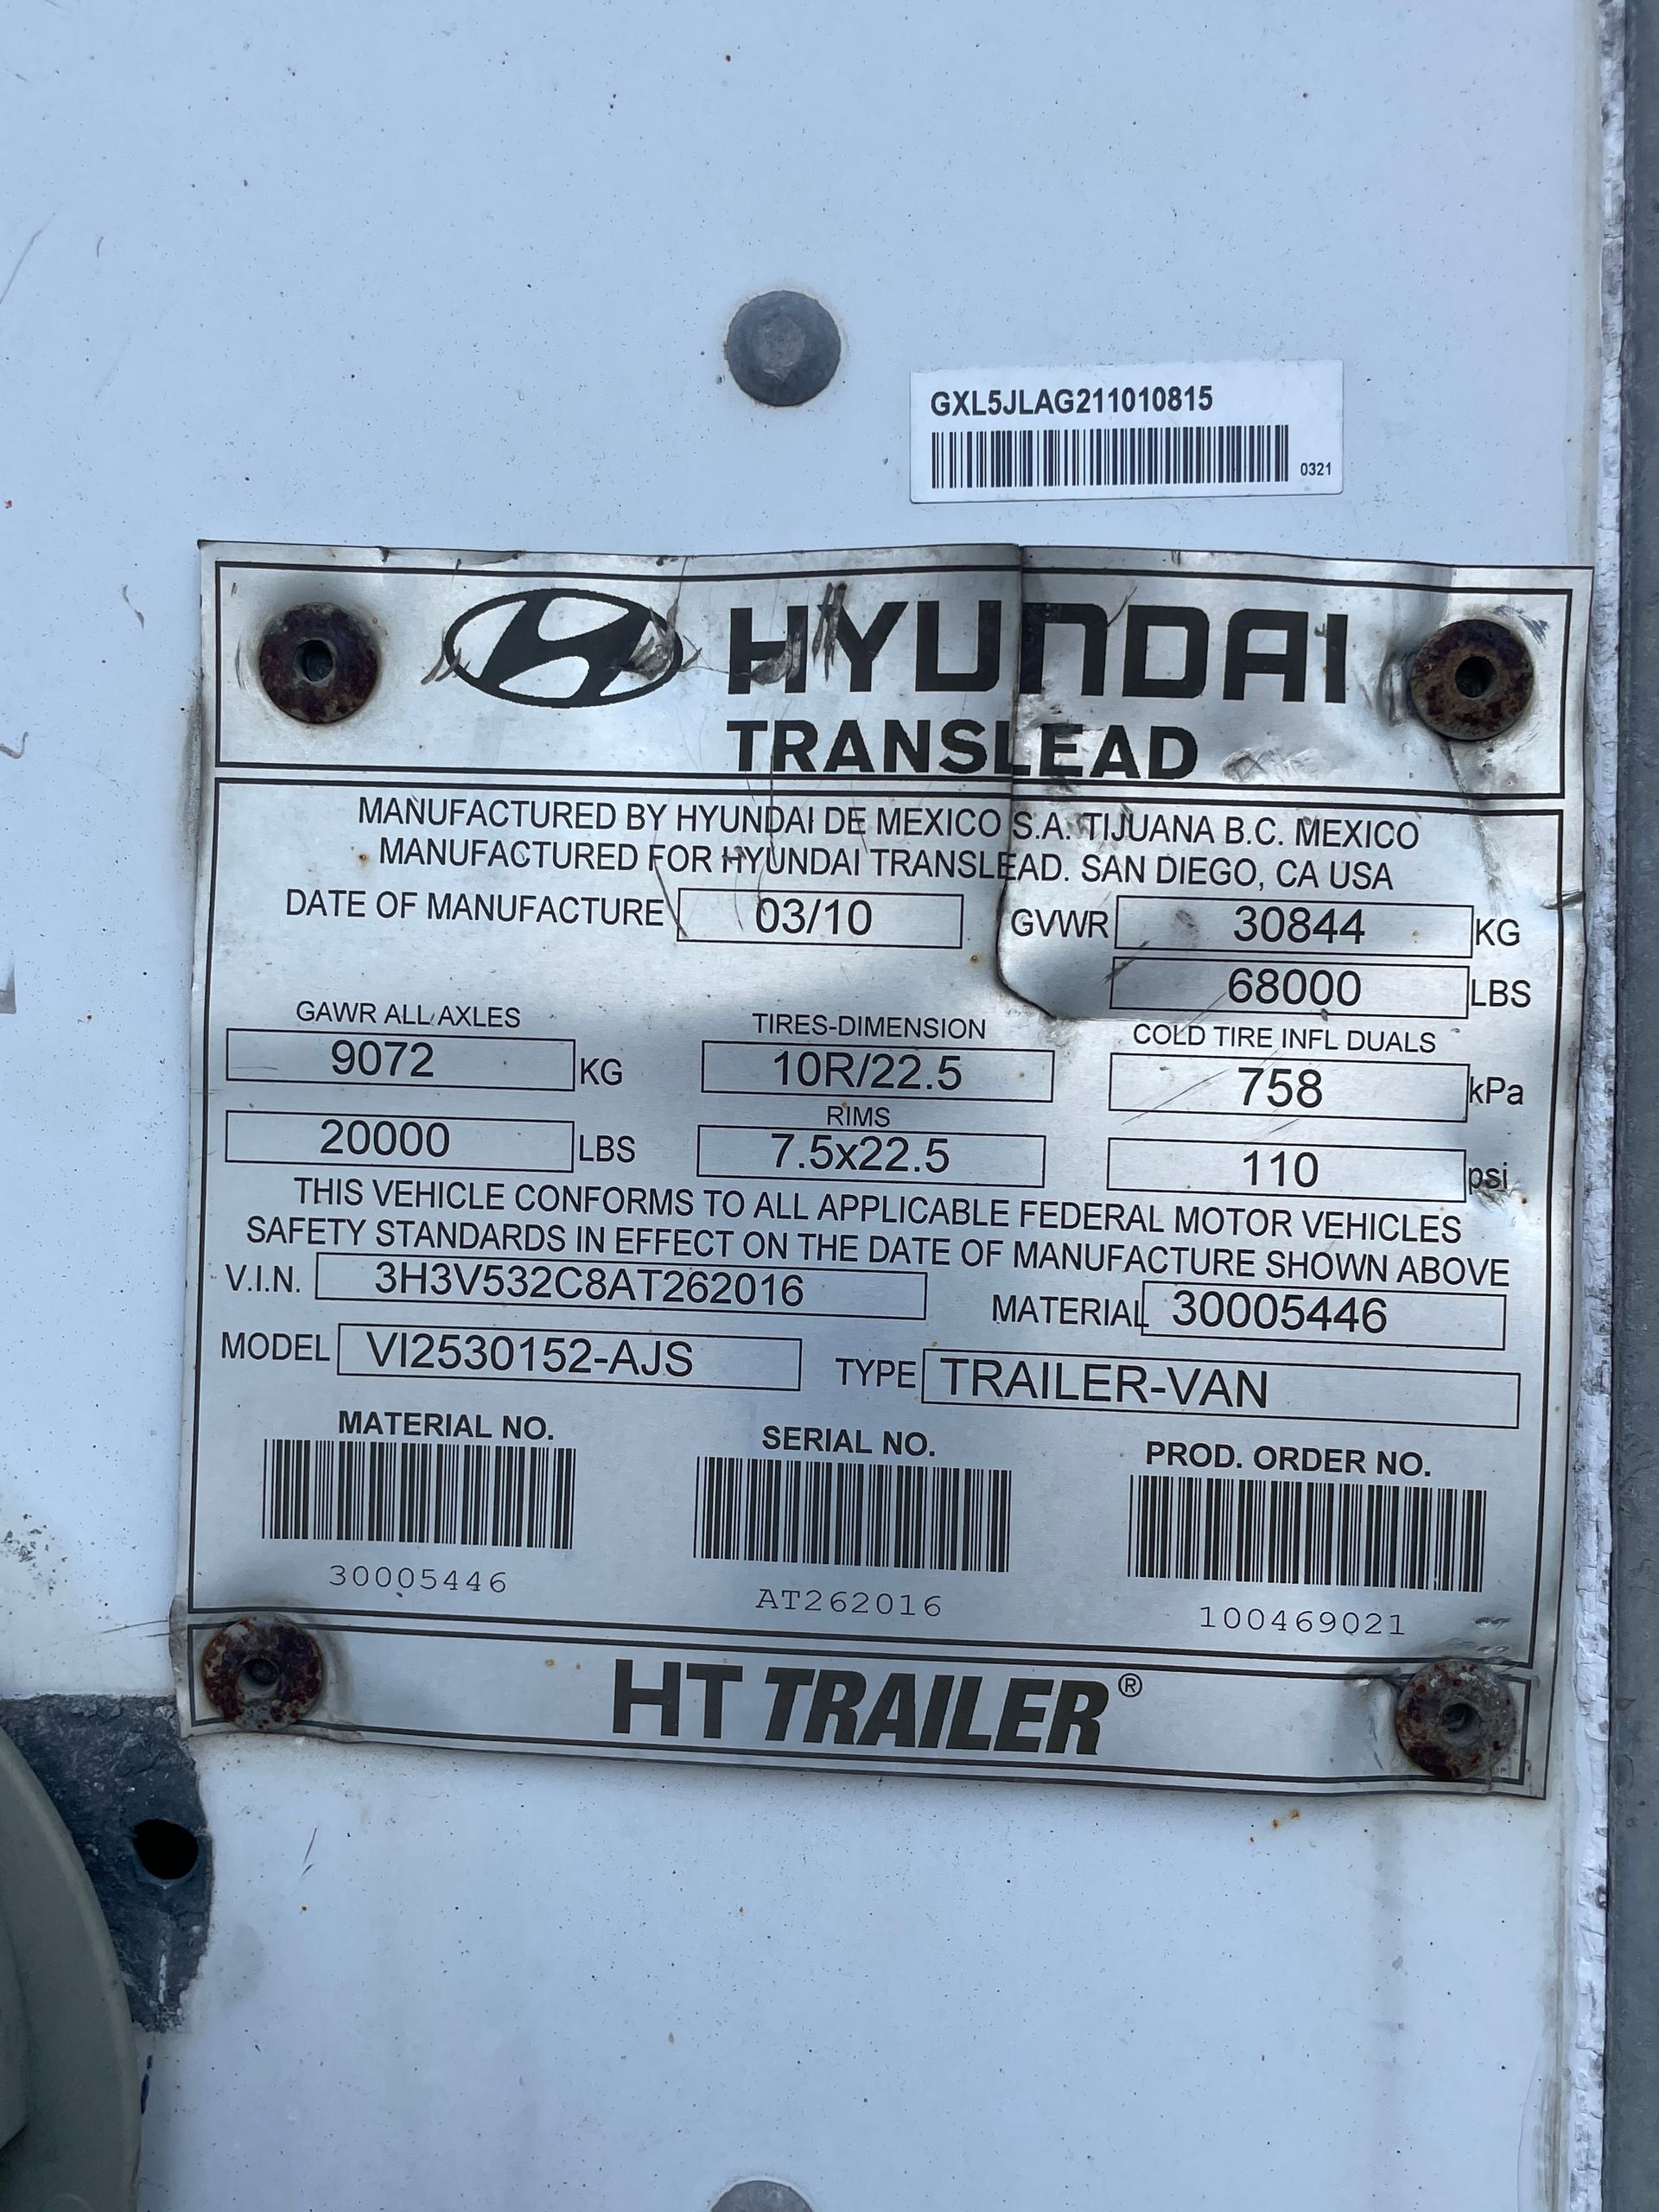 GXL5JLAG211010815
0321
HYUNDAI
TRANSLEAD
MANUFACTURED BY HYUNDAI DE MEXICO S.A. TIJUANA B.C. MEXICO
MANUFACTURED FOR HYUNDAI TRANSLEAD. SAN DIEGO, CA USA
DATE OF MANUFACTURE 03/10 GVWR 30844 KG
68000 LBS
GAWR ALL AXLES TIRES-DIMENSION COLD TIRE INFL DUALS
9072 KG 10R/22.5 758 kPa
RIMS
20000 LBS 7.5x22.5 110 psi
THIS VEHICLE CONFORMS TO ALL APPLICABLE FEDERAL MOTOR VEHICLES
SAFETY STANDARDS IN EFFECT ON THE DATE OF MANUFACTURE SHOWN ABOVE
V.I.N. 3H3V532C8AT262016 MATERIAL 30005446
MODEL VI2530152-AJS TYPE TRAILER-VAN
MATERIAL NO. SERIAL NO. PROD. ORDER NO.
30005446 AT262016 100469021
HT TRAILER®